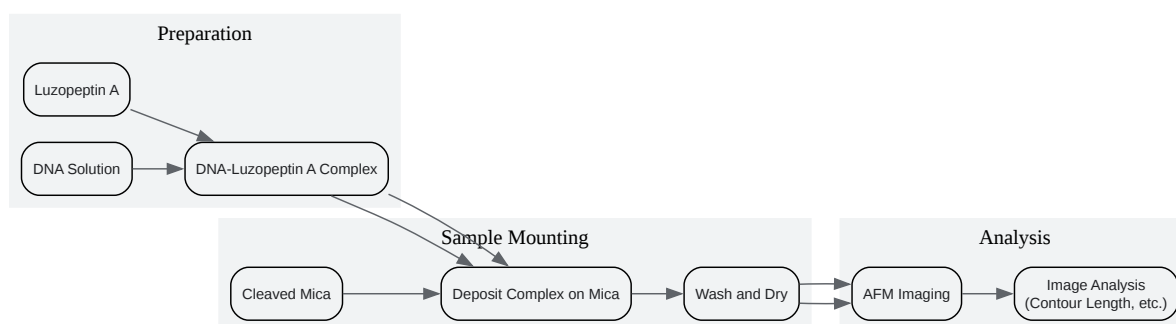 Preparation
Luzopeptin A
DNA Solution
DNA-Luzopeptin A Complex
Sample Mounting
Cleaved Mica
Deposit Complex on Mica
Wash and Dry
Analysis
AFM Imaging
Image Analysis
(Contour Length, etc.)